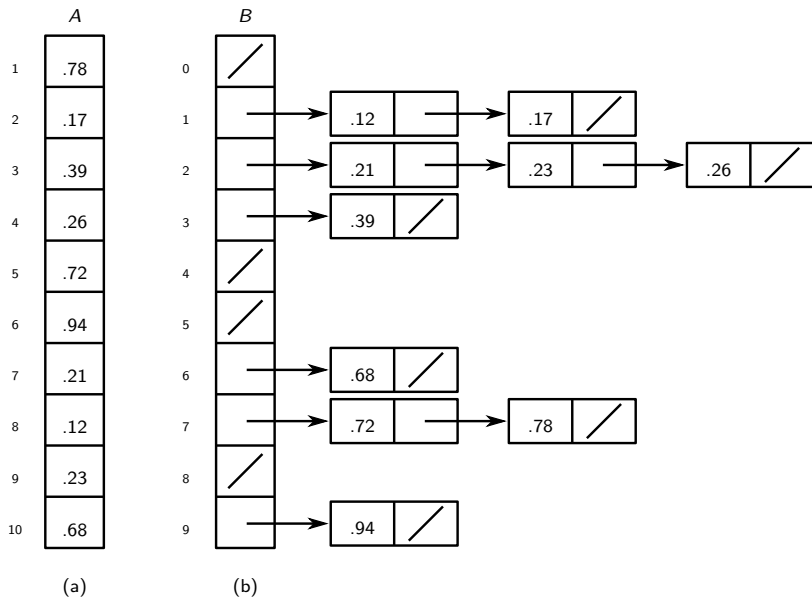 A B
1 .78 0
2 .17 1 .12 .17
3 .39 2 .21 .23 .26
4 .26 3 .39
5 .72 4
6 .94 5
7 .21 6 .68
8 .12 7 .72 .78
9 .23 8
10 .68 9 .94
(a) (b)